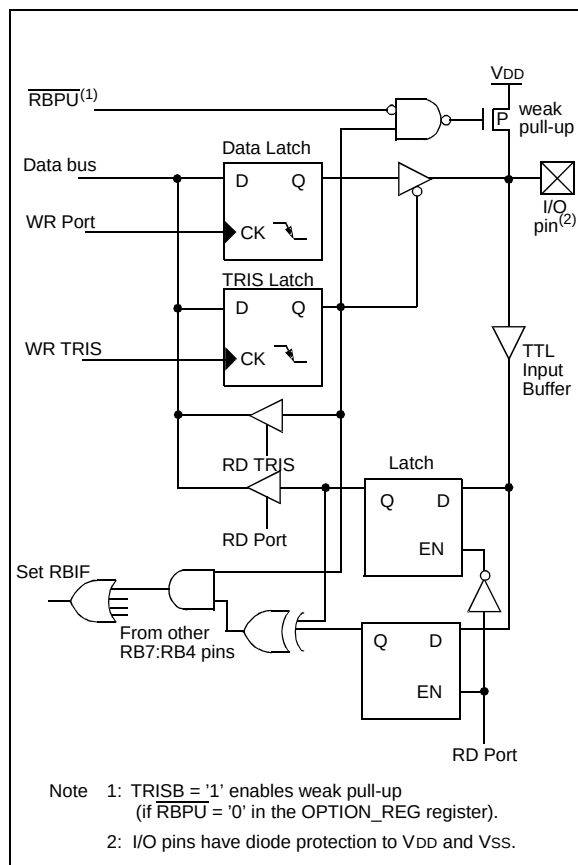 VDD
RBPU(1)
P
weak
pull-up
Data Latch
Data bus
D Q
I/O
pin(2)
WR Port
CK
TRIS Latch
D Q
WR TRIS
CK
TTL
Input
Buffer
RD TRIS
Latch
Q D
RD Port
EN
Set RBIF
From other
RB7:RB4 pins
Q D
EN
RD Port
Note 1: TRISB = '1' enables weak pull-up
(if RBPU = '0' in the OPTION_REG register).
2: I/O pins have diode protection to VDD and VSS.